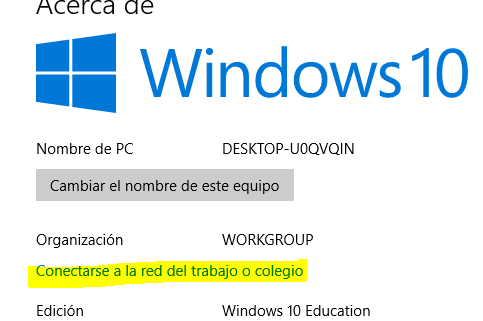 Acerca de
Windows 10
Nombre de PC DESKTOP-U0QVQIN
Cambiar el nombre de este equipo
Organización WORKGROUP
Conectarse a la red del trabajo o colegio
Edición Windows 10 Education